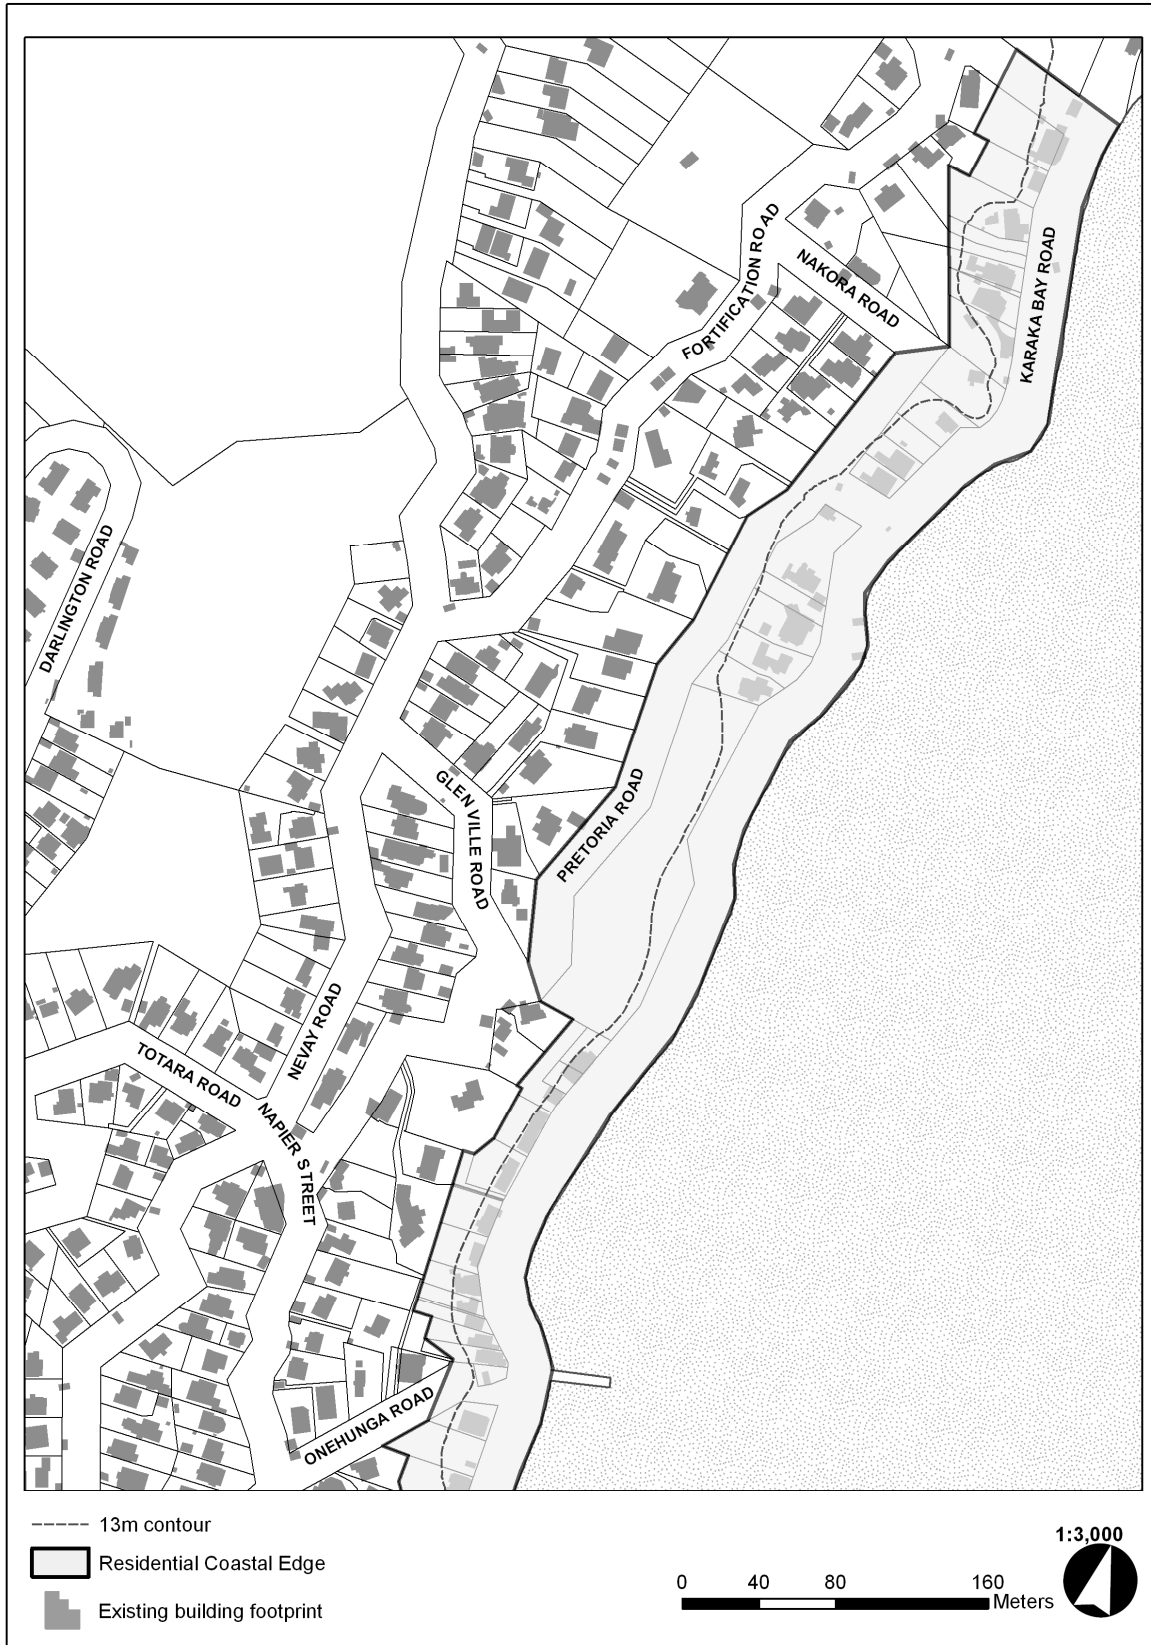 FORTIFICATION ROAD
NAKORA ROAD
KARAKA BAY ROAD
DARLINGTON ROAD
GLEN VILLE ROAD
PRETORIA ROAD
NEVAY ROAD
TOTARA ROAD
NAPIER STREET
ONEHUNGA ROAD
13m contour
Residential Coastal Edge
Existing building footprint
1:3,000
0 40 80 160
Meters